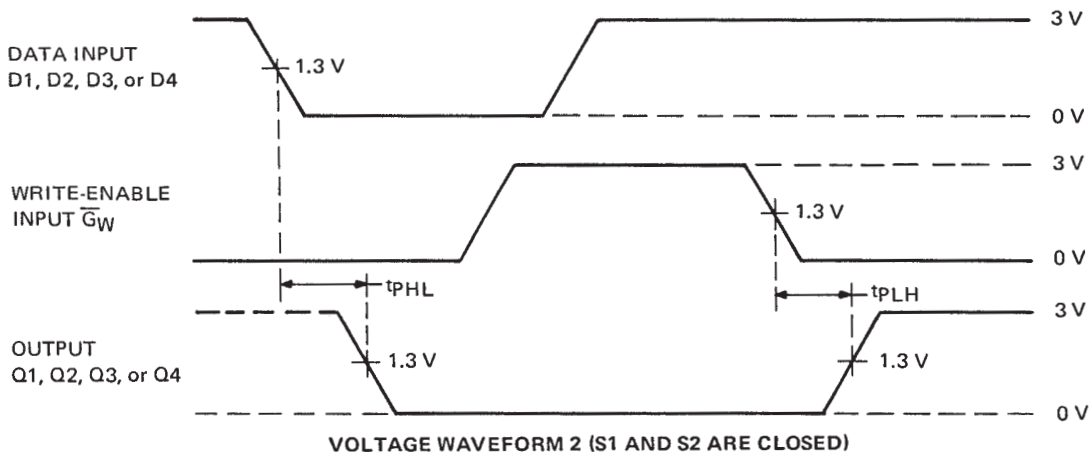 3 V
DATA INPUT
D1, D2, D3, or D4
1.3 V
0 V
3 V
WRITE-ENABLE
INPUT G̅W
1.3 V
0 V
tPHL
tPLH
3 V
OUTPUT
Q1, Q2, Q3, or Q4
1.3 V
1.3 V
0 V
VOLTAGE WAVEFORM 2 (S1 AND S2 ARE CLOSED)